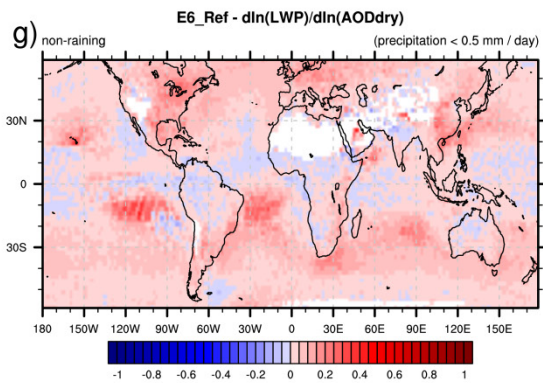 E6_Ref - dln(LWP)/dln(AODdry)
g) non-raining (precipitation < 0.5 mm / day)
30N
0
30S
180 150W 120W 90W 60W 30W 0 30E 60E 90E 120E 150E
-1 -0.8 -0.6 -0.4 -0.2 0 0.2 0.4 0.6 0.8 1